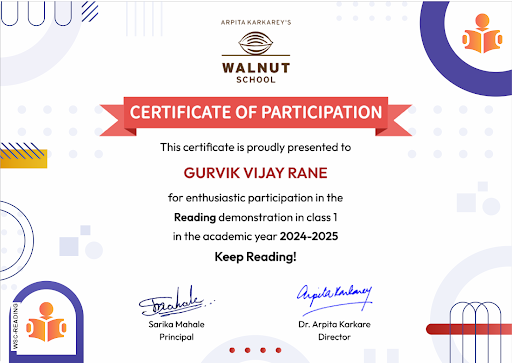 ARPITA KARKAREY'S
WALNUT
SCHOOL
CERTIFICATE OF PARTICIPATION
This certificate is proudly presented to
GURVIK VIJAY RANE
for enthusiastic participation in the
Reading demonstration in class 1
in the academic year 2024-2025
Keep Reading!
Arpita Karkarey
Sarika Mahale
Principal
Dr. Arpita Karkare
Director
WSC-READING